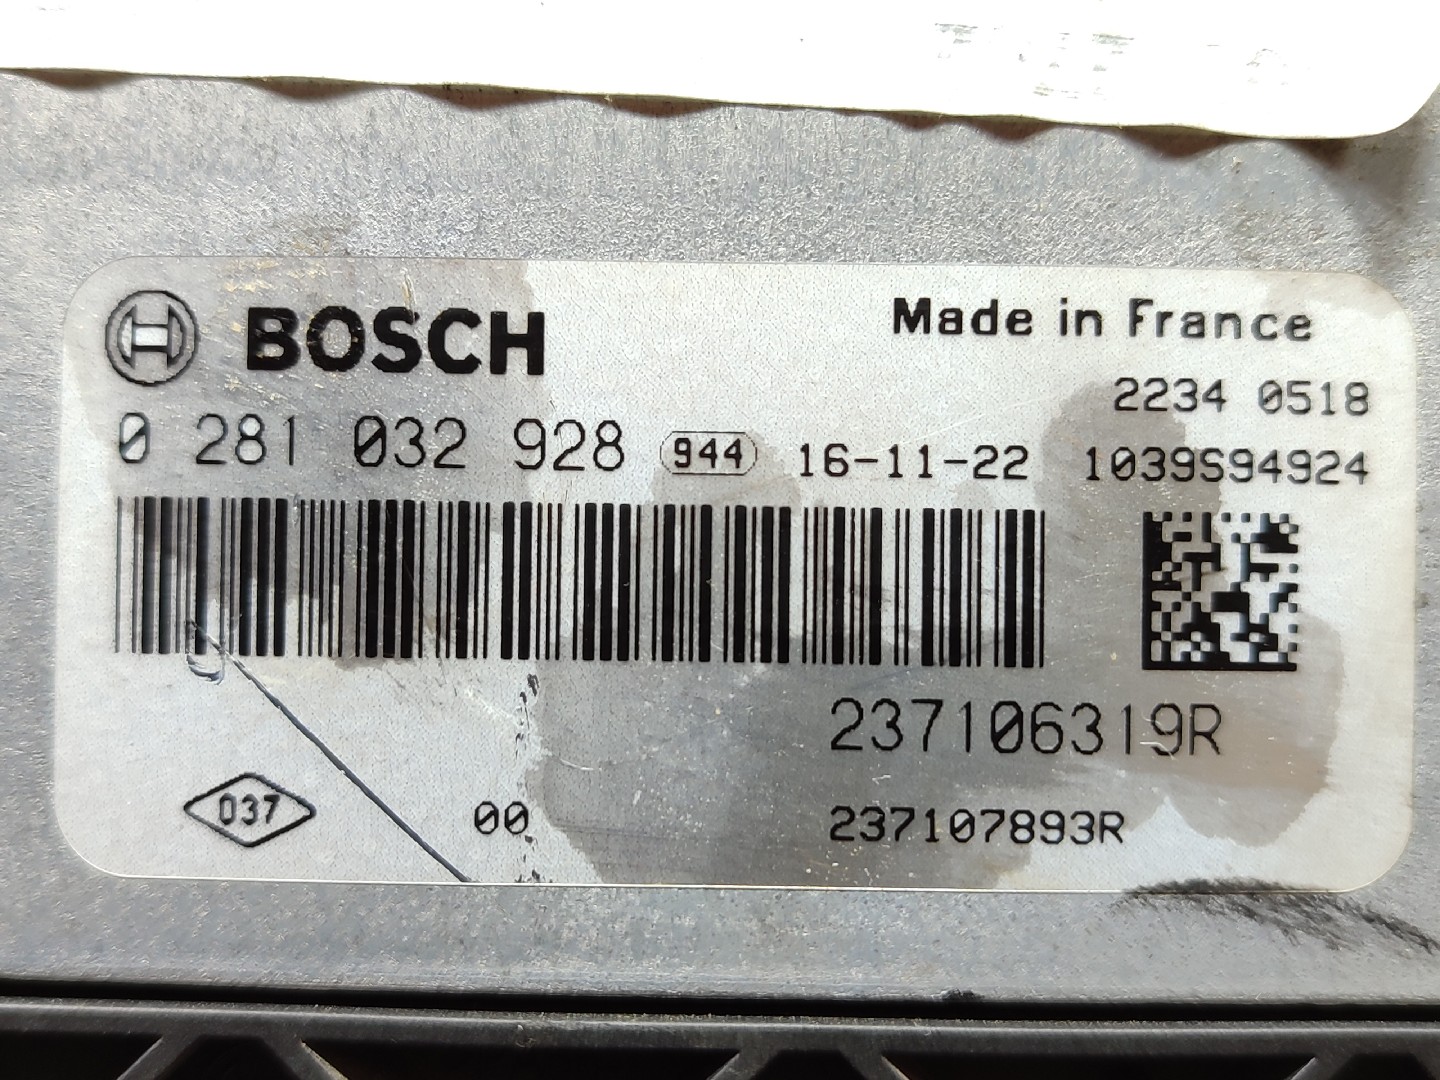 BOSCH
Made in France
2234 0518
0 281 032 928 944 16-11-22 1039S94924
237106319R
037 00 237107893R